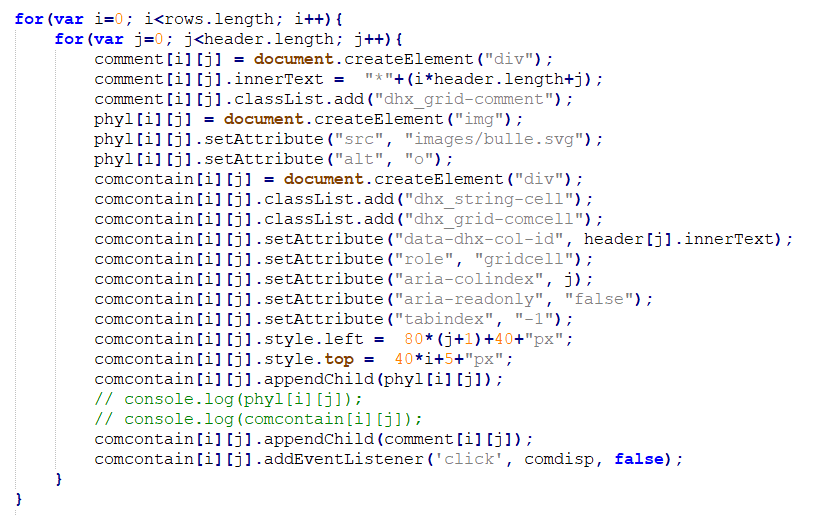 for(var i=0; i<rows.length; i++){
    for(var j=0; j<header.length; j++){
        comment[i][j] = document.createElement("div");
        comment[i][j].innerText =  "*"+(i*header.length+j);
        comment[i][j].classList.add("dhx_grid-comment");
        phyl[i][j] = document.createElement("img");
        phyl[i][j].setAttribute("src", "images/bulle.svg");
        phyl[i][j].setAttribute("alt", "o");
        comcontain[i][j] = document.createElement("div");
        comcontain[i][j].classList.add("dhx_string-cell");
        comcontain[i][j].classList.add("dhx_grid-comcell");
        comcontain[i][j].setAttribute("data-dhx-col-id", header[j].innerText);
        comcontain[i][j].setAttribute("role", "gridcell");
        comcontain[i][j].setAttribute("aria-colindex", j);
        comcontain[i][j].setAttribute("aria-readonly", "false");
        comcontain[i][j].setAttribute("tabindex", "-1");
        comcontain[i][j].style.left =  80*(j+1)+40+"px";
        comcontain[i][j].style.top =  40*i+5+"px";
        comcontain[i][j].appendChild(phyl[i][j]);
        // console.log(phyl[i][j]);
        // console.log(comcontain[i][j]);
        comcontain[i][j].appendChild(comment[i][j]);
        comcontain[i][j].addEventListener('click', comdisp, false);
    }
}